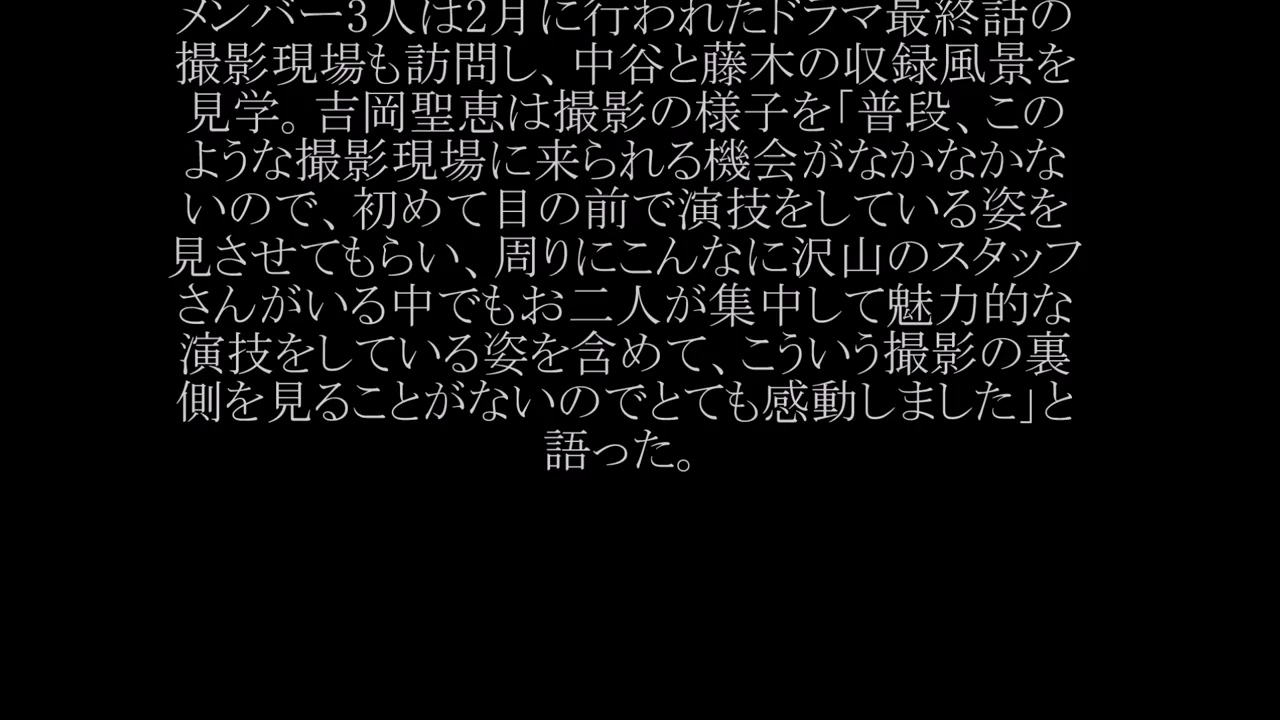 メンバー3人は2月に行われたドラマ最終話の
撮影現場も訪問し、中谷と藤木の収録風景を
見学。吉岡聖恵は撮影の様子を「普段、この
ような撮影現場に来られる機会がなかなかな
いので、初めて目の前で演技をしている姿を
見させてもらい、周りにこんなに沢山のスタッフ
さんがいる中でもお二人が集中して魅力的な
演技をしている姿を含めて、こういう撮影の裏
側を見ることがないのでとても感動しました」と
語った。